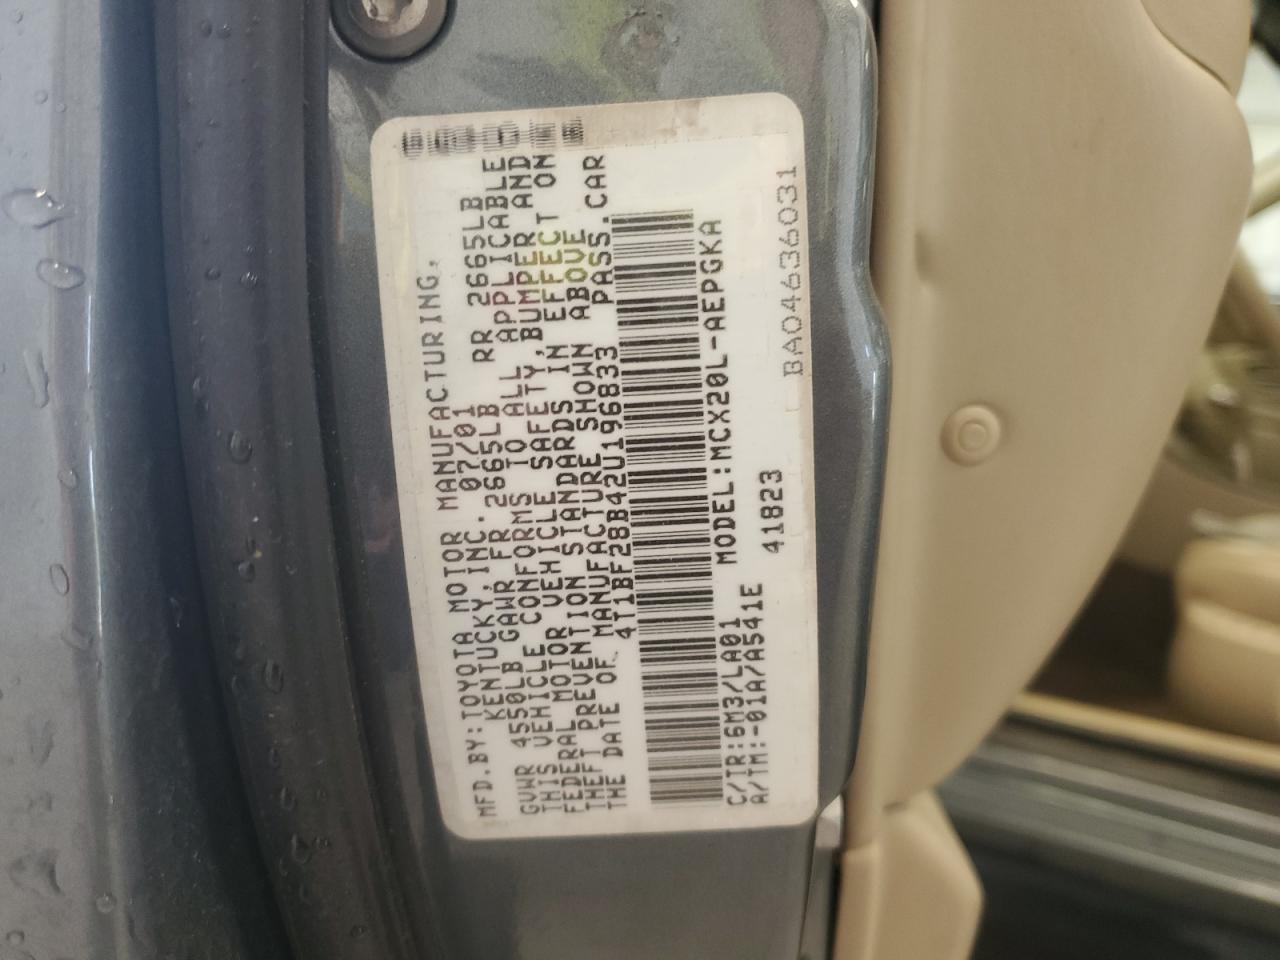 MFD.BY:TOYOTA MOTOR MANUFACTURING,
KENTUCKY,INC. 07/01
GVWR 4550LB GAWR FR 2665LB RR 2665LB
THIS VEHICLE CONFORMS TO ALL APPLICABLE
FEDERAL MOTOR VEHICLE SAFETY,BUMPER AND
THEFT PREVENTION STANDARDS IN EFFECT ON
THE DATE OF MANUFACTURE SHOWN ABOVE
4T1BF28B42U196833 PASS.CAR
MODEL:MCX20L-AEPGKA
C/TR:6M3/LA01
A/TM:-01A/A541E 41823
BA04636031